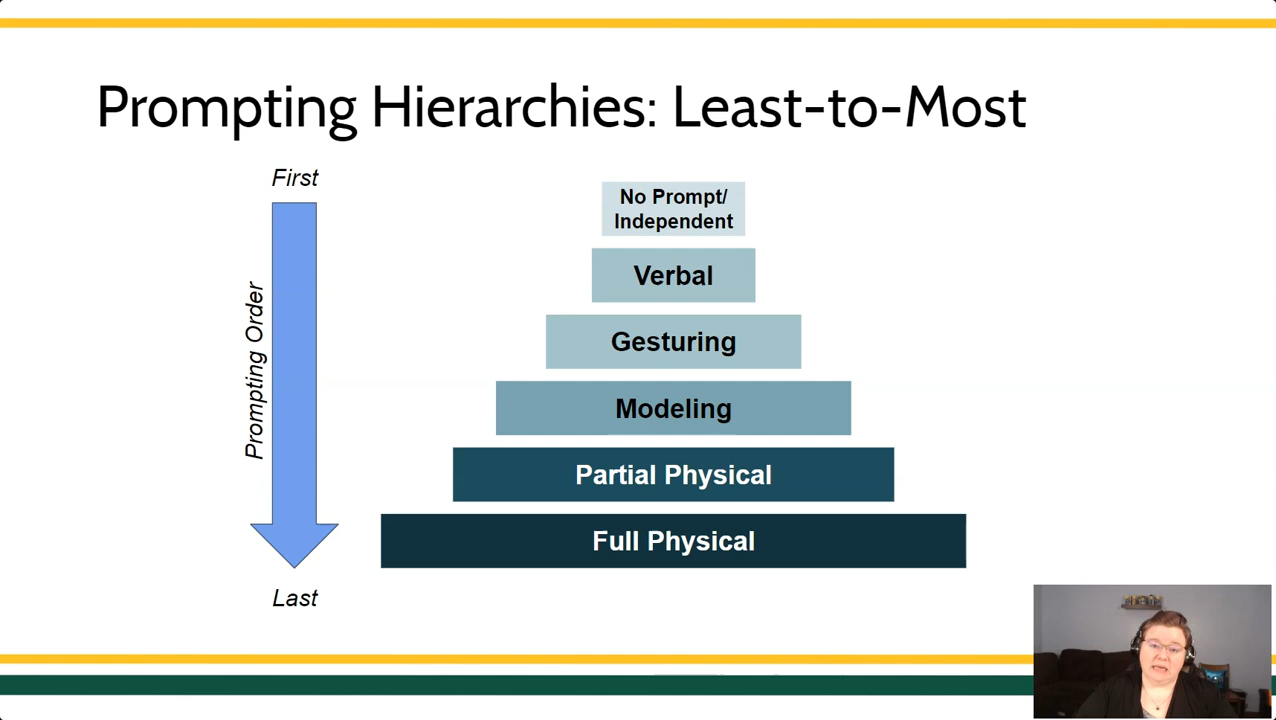 Prompting Hierarchies: Least-to-Most
First
Prompting Order
Last
No Prompt/
Independent
Verbal
Gesturing
Modeling
Partial Physical
Full Physical